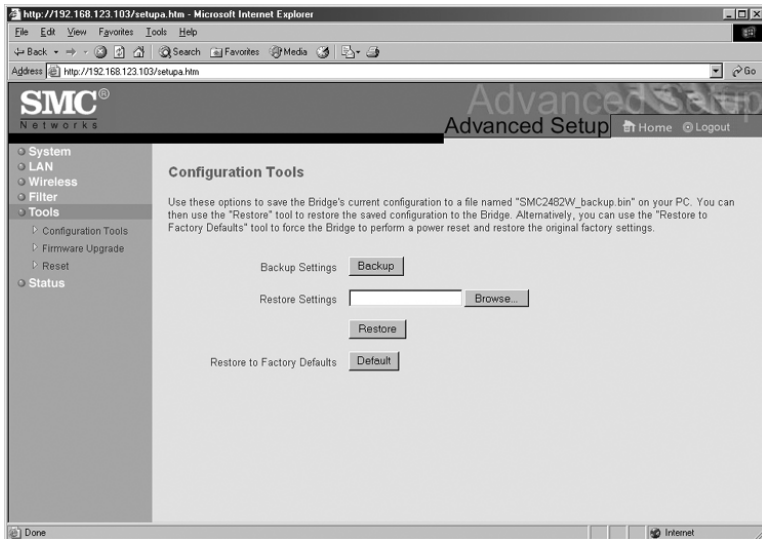 http://192.168.123.103/setupa.htm - Microsoft Internet Explorer
File Edit View Favorites Tools Help
Back Search Favorites Media
Address http://192.168.123.103/setupa.htm Go
SMC®
Networks
Advanced Setup
Advanced Setup Home Logout
System
LAN
Wireless
Filter
Tools
Configuration Tools
Firmware Upgrade
Reset
Status
Configuration Tools
Use these options to save the Bridge's current configuration to a file named "SMC2482W_backup.bin" on your PC. You can
then use the "Restore" tool to restore the saved configuration to the Bridge. Alternatively, you can use the "Restore to
Factory Defaults" tool to force the Bridge to perform a power reset and restore the original factory settings.
Backup Settings Backup
Restore Settings Browse...
Restore
Restore to Factory Defaults Default
Done Internet